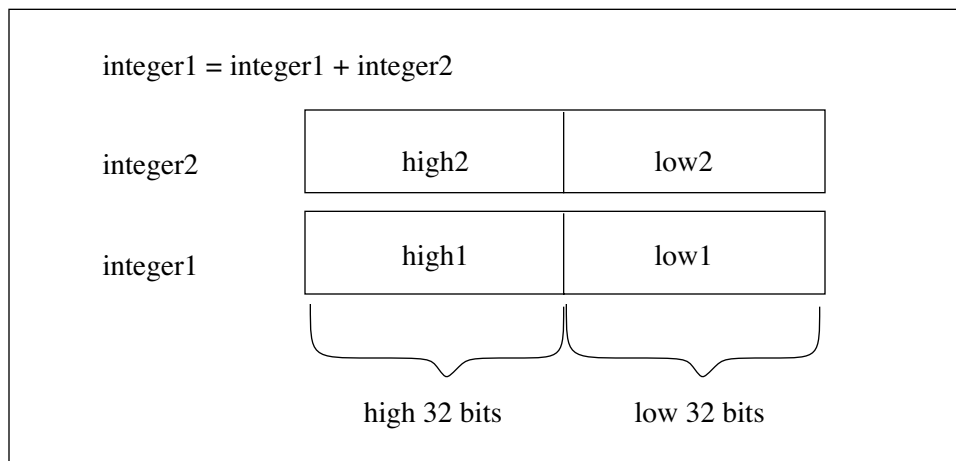 integer1 = integer1 + integer2
integer2 high2 low2
integer1 high1 low1
high 32 bits low 32 bits